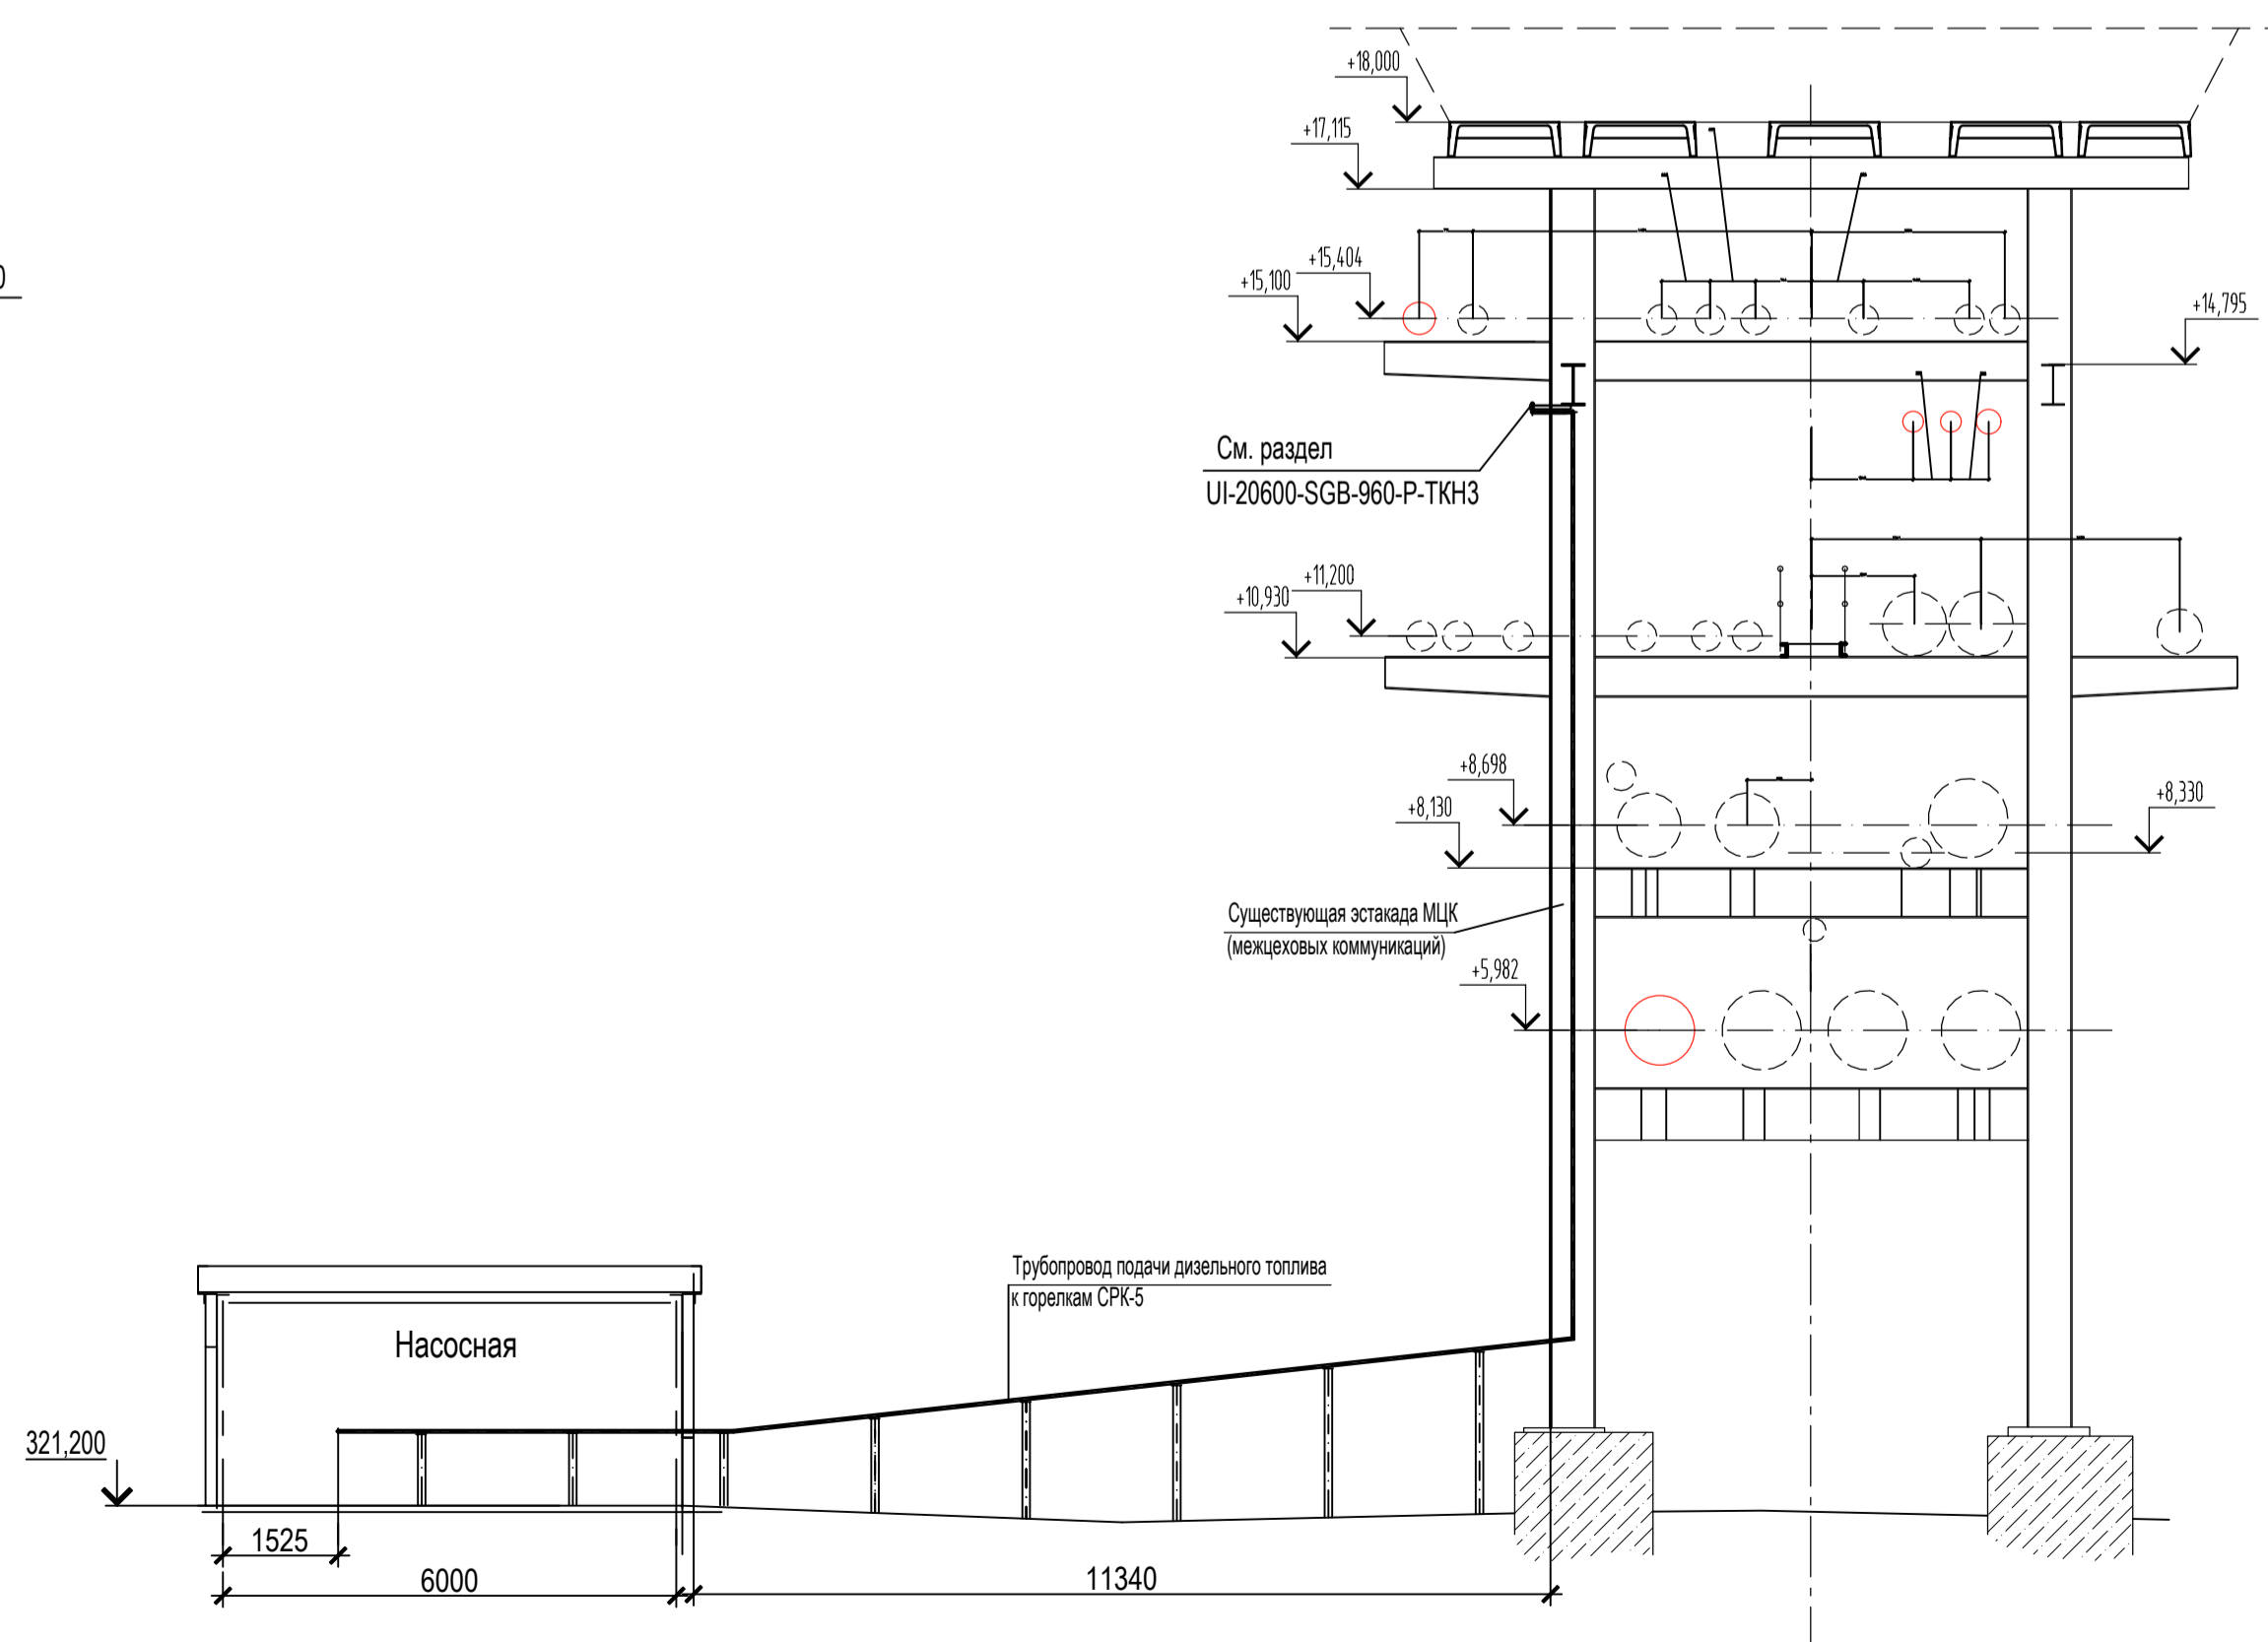 +18,000
+17,115
+15,404
+15,100
+14,795
См. раздел
UI-20600-SGB-960-Р-ТКН3
+11,200
+10,930
+8,698
+8,130
+8,330
Существующая эстакада МЦК
(межцеховых коммуникаций)
+5,982
Трубопровод подачи дизельного топлива
к горелкам СРК-5
Насосная
321,200
1525
6000
11340